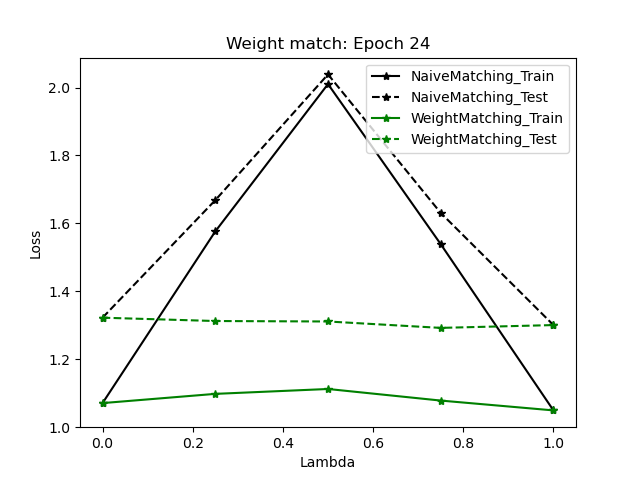 Weight match: Epoch 24
NaiveMatching_Train
NaiveMatching_Test
WeightMatching_Train
WeightMatching_Test
2.0
1.8
1.6
1.4
1.2
1.0
Loss
0.0 0.2 0.4 0.6 0.8 1.0
Lambda